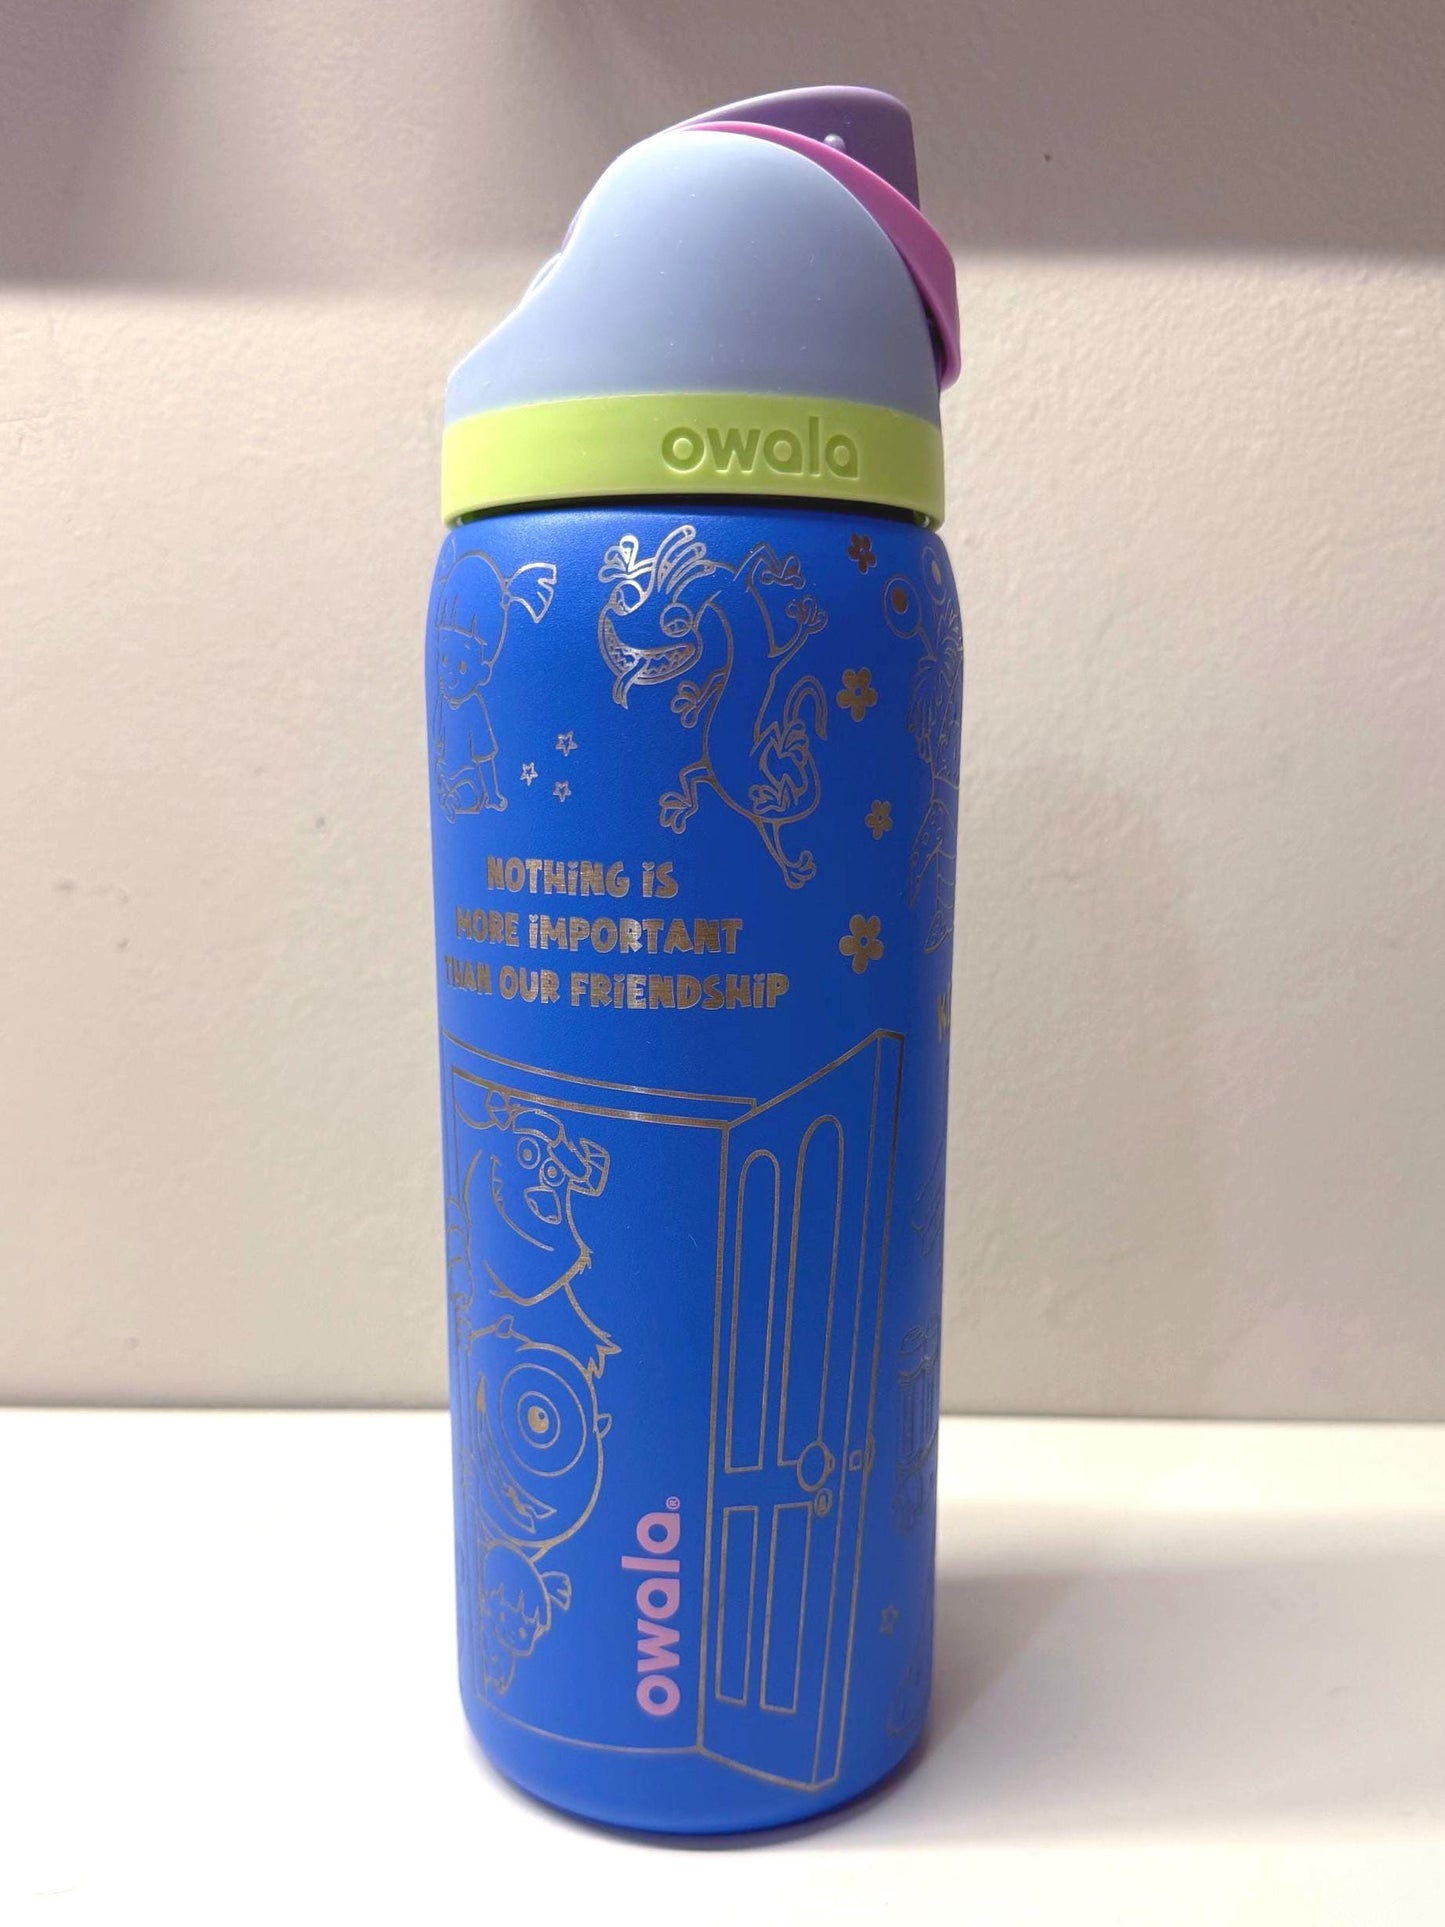 owala
NOTHING IS
MORE IMPORTANT
THAN OUR FRIENDSHIP
owala®